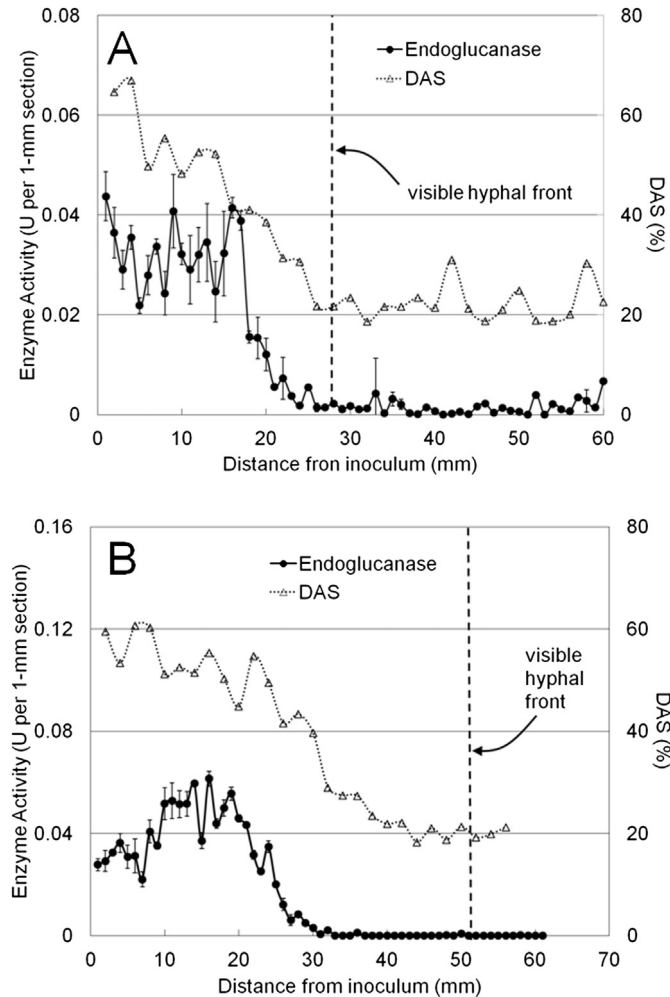 A
0.08
0.06
0.04
0.02
0
Enzyme Activity (U per 1-mm section)
Endoglucanase
DAS
visible hyphal front
80
60
40
20
0
DAS (%)
0 10 20 30 40 50 60
Distance fron inoculum (mm)
B
0.16
0.12
0.08
0.04
0
Enzyme Activity (U per 1-mm section)
Endoglucanase
DAS
visible
hyphal
front
80
60
40
20
0
DAS (%)
0 10 20 30 40 50 60 70
Distance from inoculum (mm)